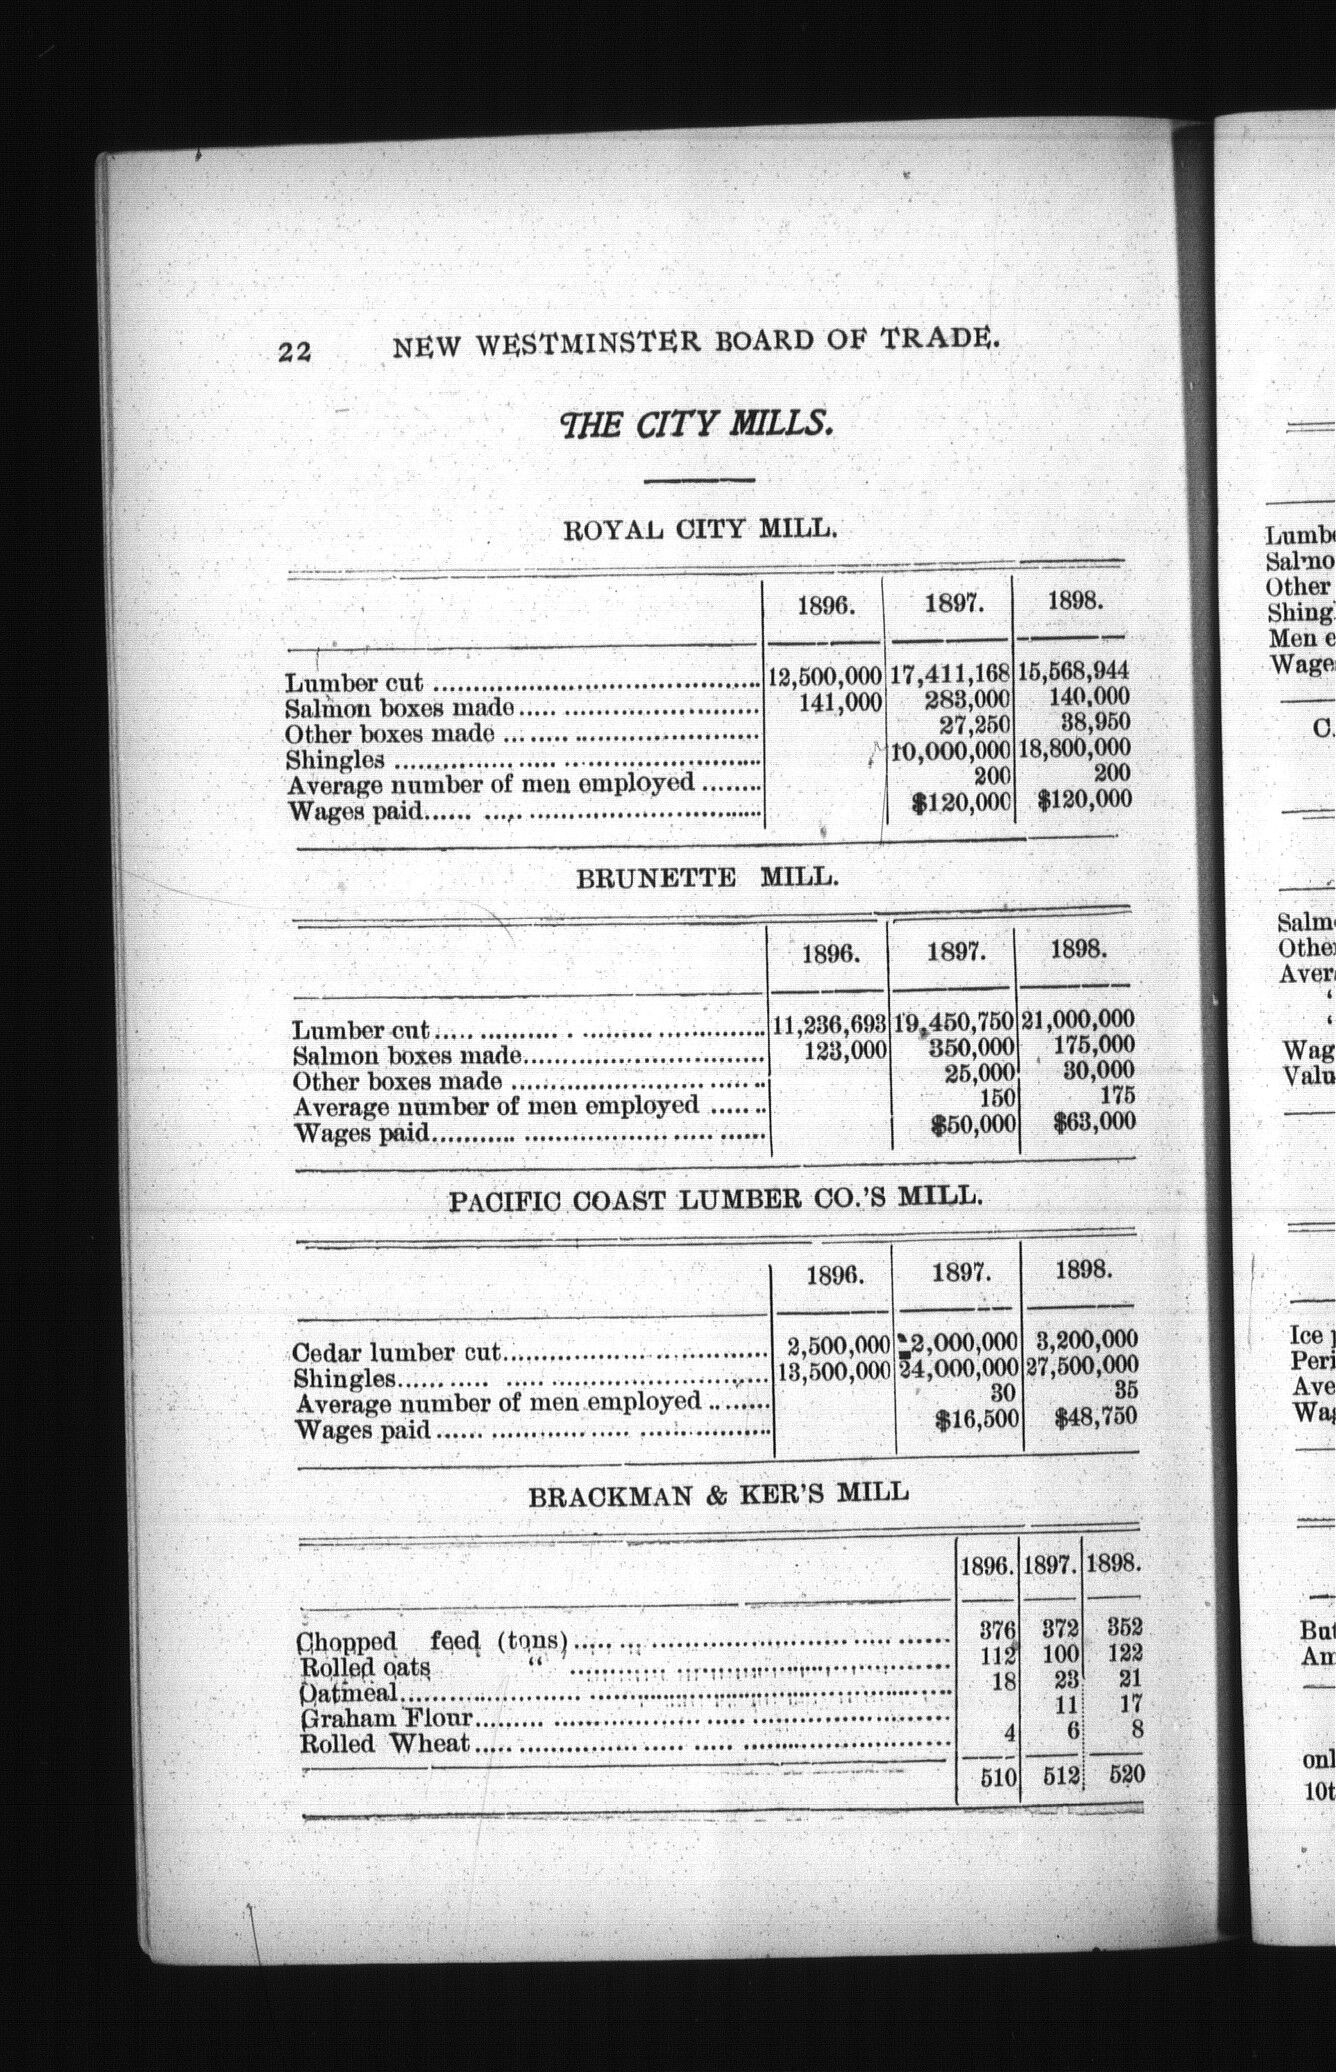 22 NEW WESTMINSTER BOARD OF TRADE.
THE CITY MILLS.
ROYAL CITY MILL.
1896. 1897. 1898.
Lumber cut 12,500,000 17,411,168 15,568,944
Salmon boxes made 141,000 283,000 140,000
Other boxes made 27,250 38,950
Shingles 10,000,000 18,800,000
Average number of men employed 200 200
Wages paid $120,000 $120,000
BRUNETTE MILL.
1896. 1897. 1898.
Lumber cut 11,236,693 19,450,750 21,000,000
Salmon boxes made 123,000 350,000 175,000
Other boxes made 25,000 30,000
Average number of men employed 150 175
Wages paid $50,000 $63,000
PACIFIC COAST LUMBER CO.'S MILL.
1896. 1897. 1898.
Cedar lumber cut 2,500,000 2,000,000 3,200,000
Shingles 13,500,000 24,000,000 27,500,000
Average number of men employed 30 35
Wages paid $16,500 $48,750
BRACKMAN & KER'S MILL
1896. 1897. 1898.
Chopped feed (tons) 376 372 352
Rolled oats " 112 100 122
Oatmeal 18 23 21
Graham Flour 11 17
Rolled Wheat 4 6 8
510 512 520
Lumbe
Salmo
Other
Shing
Men e
Wage
C.
Salm
Other
Aver
Wag
Valu
Ice
Peri
Ave
Wag
But
Am
onl
10t